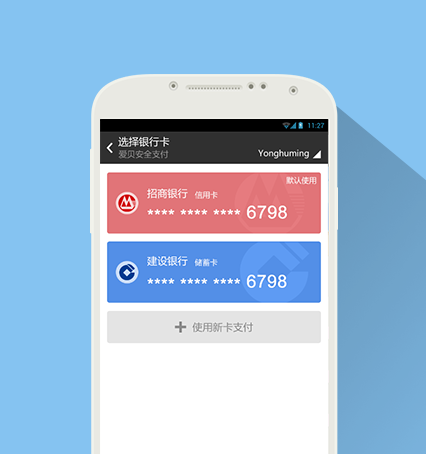 11:27
选择银行卡
爱贝安全支付
Yonghuming
默认使用
招商银行 信用卡
**** **** **** 6798
建设银行 储蓄卡
**** **** **** 6798
使用新卡支付